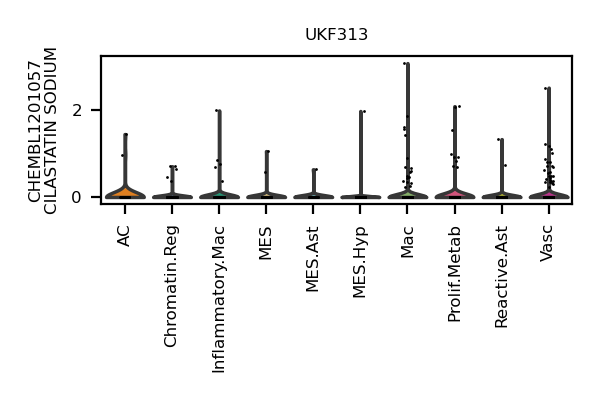 UKF313
CHEMBL1201057
CILASTATIN SODIUM
2
0
AC
Chromatin.Reg
Inflammatory.Mac
MES
MES.Ast
MES.Hyp
Mac
Prolif.Metab
Reactive.Ast
Vasc